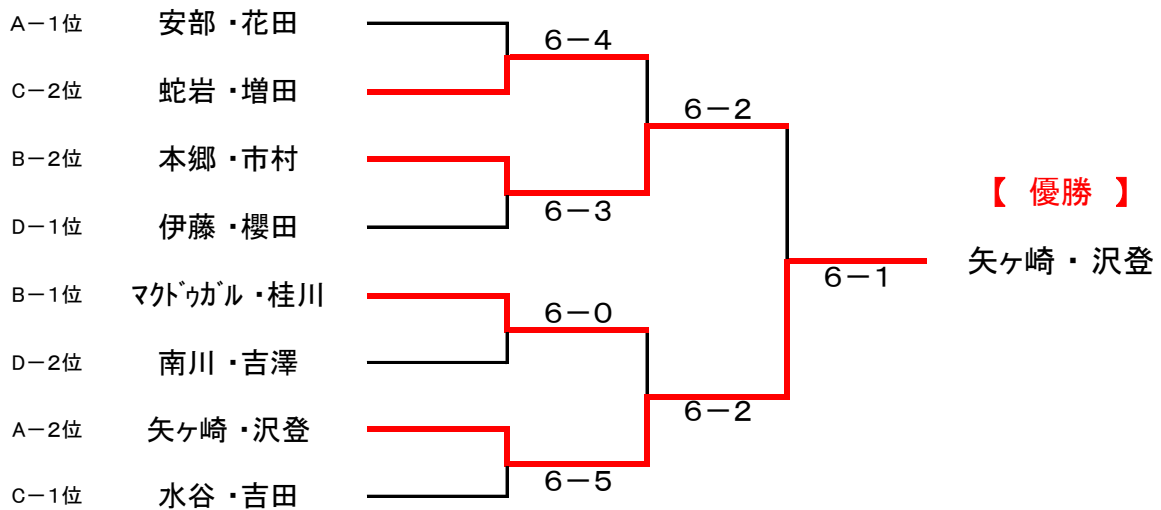 A－1位 安部・花田
6－4
C－2位 蛇岩・増田
6－2
B－2位 本郷・市村
【 優勝 】
6－3
D－1位 伊藤・櫻田
矢ヶ崎・沢登
6－1
B－1位 ﾏｸﾄﾞｩｶﾞﾙ・桂川
6－0
D－2位 南川・吉澤
6－2
A－2位 矢ヶ崎・沢登
6－5
C－1位 水谷・吉田